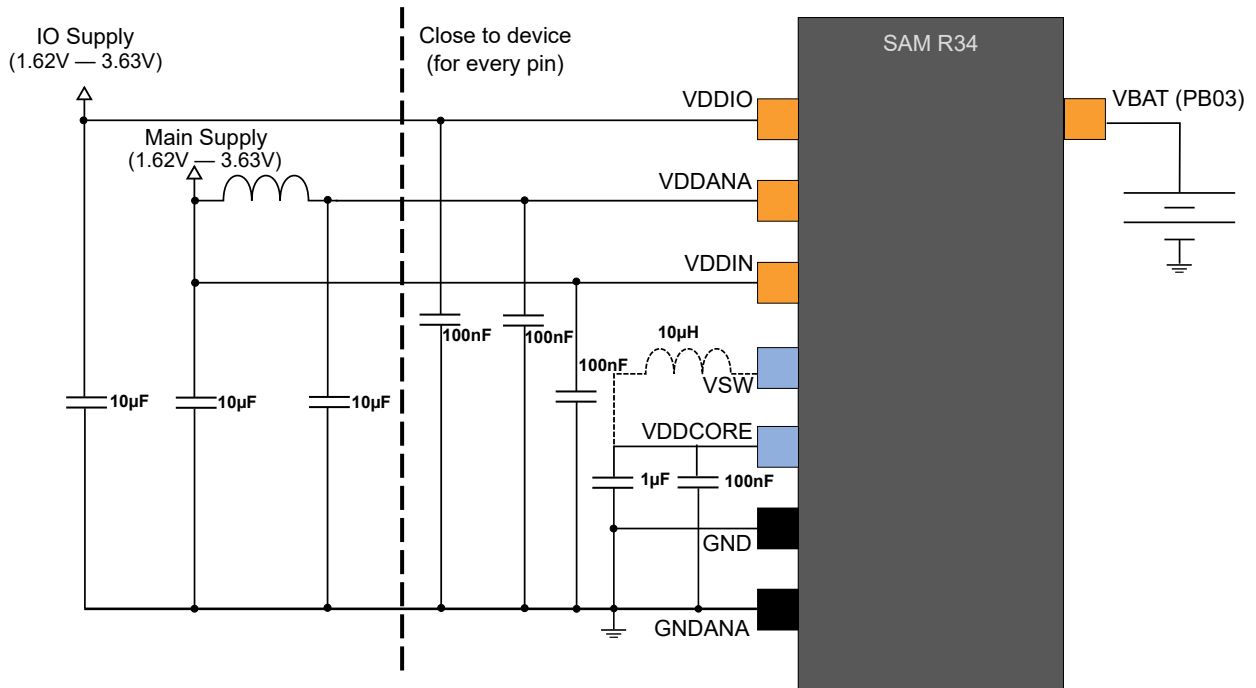 IO Supply
(1.62V — 3.63V)
Close to device
(for every pin)
SAM R34
VDDIO
VBAT (PB03)
Main Supply
(1.62V — 3.63V)
VDDANA
VDDIN
100nF
100nF
10µH
100nF
VSW
10µF
10µF
10µF
VDDCORE
1µF
100nF
GND
GNDANA